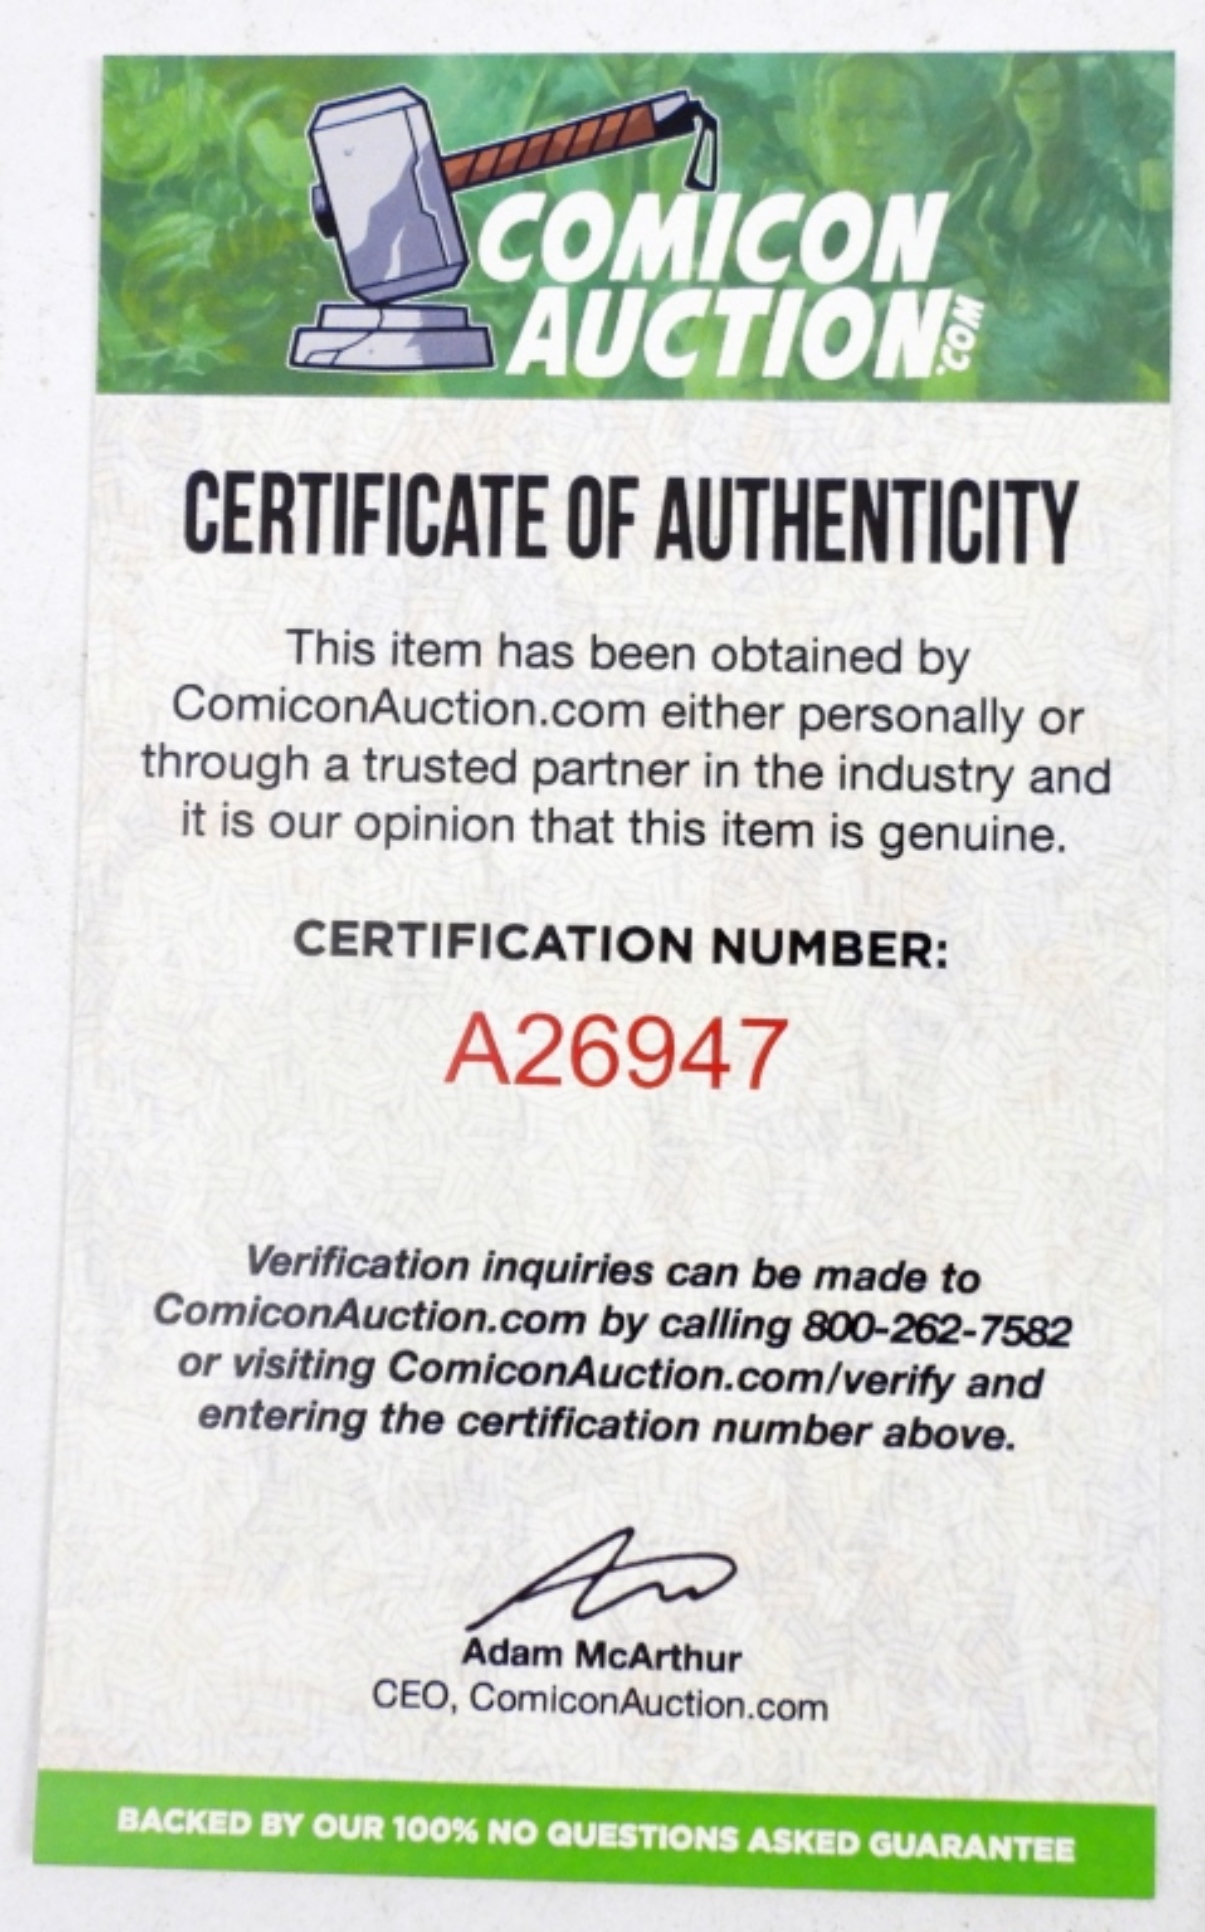 COMICON
AUCTION.COM
CERTIFICATE OF AUTHENTICITY
This item has been obtained by
ComiconAuction.com either personally or
through a trusted partner in the industry and
it is our opinion that this item is genuine.
CERTIFICATION NUMBER:
A26947
Verification inquiries can be made to
ComiconAuction.com by calling 800-262-7582
or visiting ComiconAuction.com/verify and
entering the certification number above.
Adam McArthur
CEO, ComiconAuction.com
BACKED BY OUR 100% NO QUESTIONS ASKED GUARANTEE